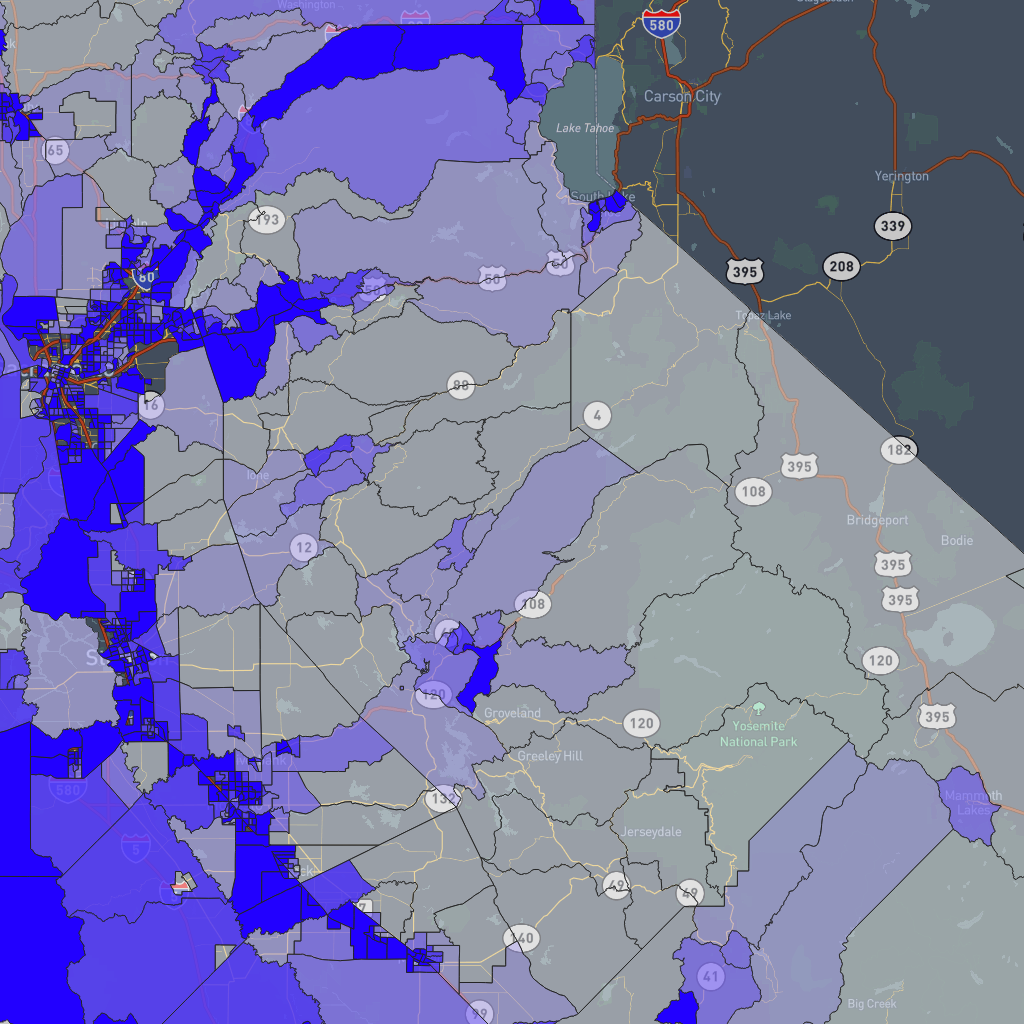 Washington
580
Carson City
Lake Tahoe
65
Yerington
South Lake
193
339
80
395
208
50
50
50
Topaz Lake
88
16
4
182
395
108
Ione
12
Bridgeport
Bodie
395
395
108
120
120
Groveland
120
395
Yosemite
National Park
Greeley Hill
580
132
Mammoth
Lakes
5
Jerseydale
49
49
140
41
99
Big Creek